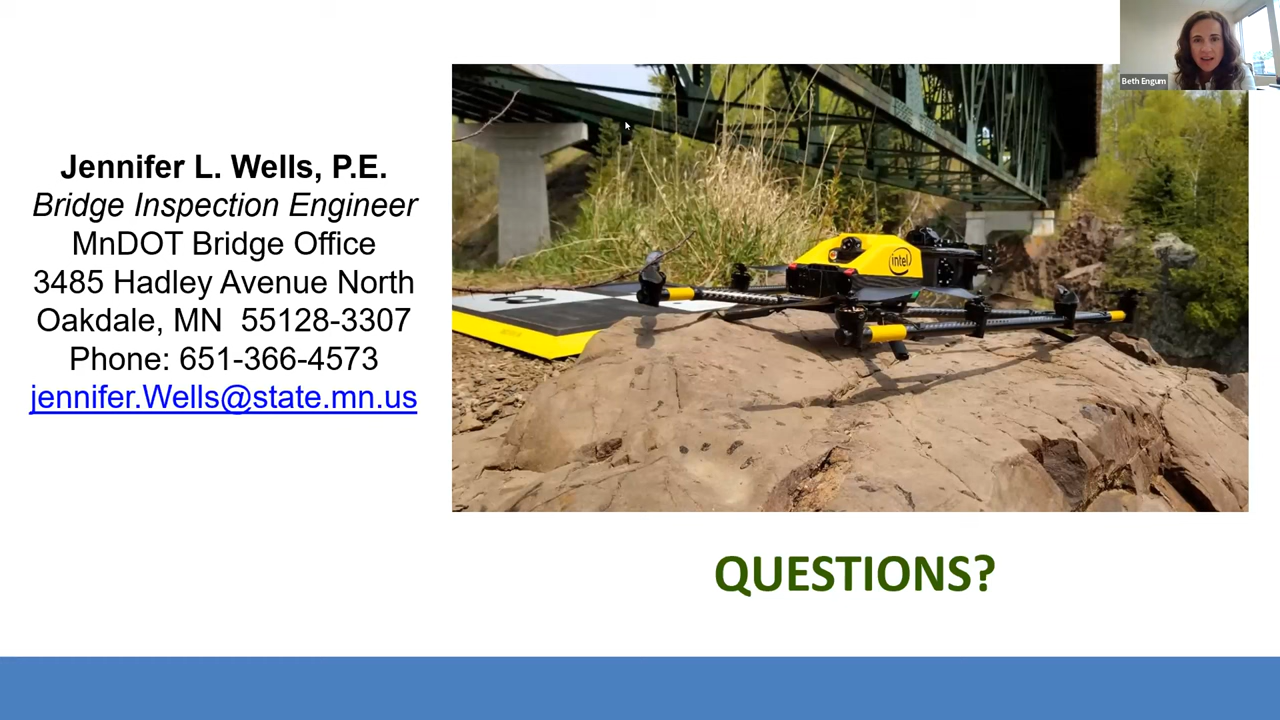 Beth Engum
Jennifer L. Wells, P.E.
Bridge Inspection Engineer
MnDOT Bridge Office
3485 Hadley Avenue North
Oakdale, MN 55128-3307
Phone: 651-366-4573
jennifer.Wells@state.mn.us
intel
QUESTIONS?